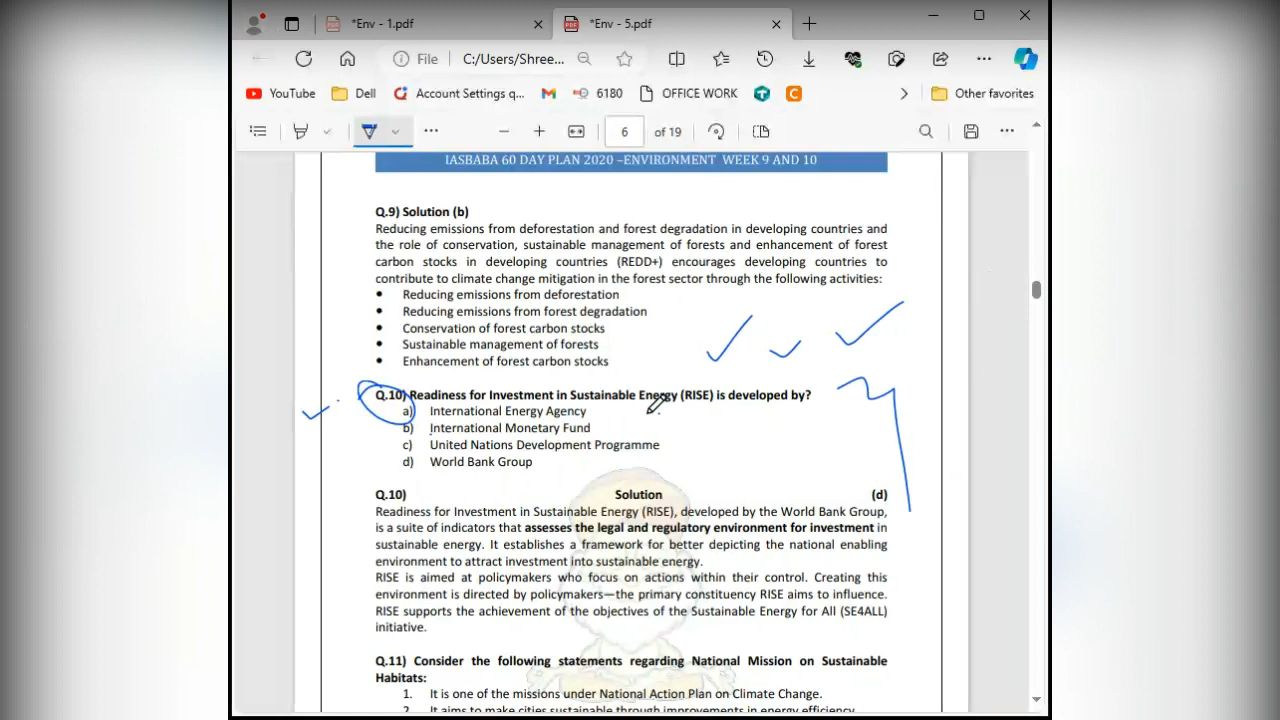 *Env - 1.pdf
*Env - 5.pdf
File C:/Users/Shree...
YouTube Dell Account Settings q... 6180 OFFICE WORK Other favorites
6 of 19
IASBABA 60 DAY PLAN 2020 –ENVIRONMENT WEEK 9 AND 10
Q.9) Solution (b)
Reducing emissions from deforestation and forest degradation in developing countries and
the role of conservation, sustainable management of forests and enhancement of forest
carbon stocks in developing countries (REDD+) encourages developing countries to
contribute to climate change mitigation in the forest sector through the following activities:
• Reducing emissions from deforestation
• Reducing emissions from forest degradation
• Conservation of forest carbon stocks
• Sustainable management of forests
• Enhancement of forest carbon stocks
Q.10) Readiness for Investment in Sustainable Energy (RISE) is developed by?
a) International Energy Agency
b) International Monetary Fund
c) United Nations Development Programme
d) World Bank Group
Q.10) Solution (d)
Readiness for Investment in Sustainable Energy (RISE), developed by the World Bank Group,
is a suite of indicators that assesses the legal and regulatory environment for investment in
sustainable energy. It establishes a framework for better depicting the national enabling
environment to attract investment into sustainable energy.
RISE is aimed at policymakers who focus on actions within their control. Creating this
environment is directed by policymakers—the primary constituency RISE aims to influence.
RISE supports the achievement of the objectives of the Sustainable Energy for All (SE4ALL)
initiative.
Q.11) Consider the following statements regarding National Mission on Sustainable
Habitats:
1. It is one of the missions under National Action Plan on Climate Change.
2. It aims to make cities sustainable through improvements in energy efficiency